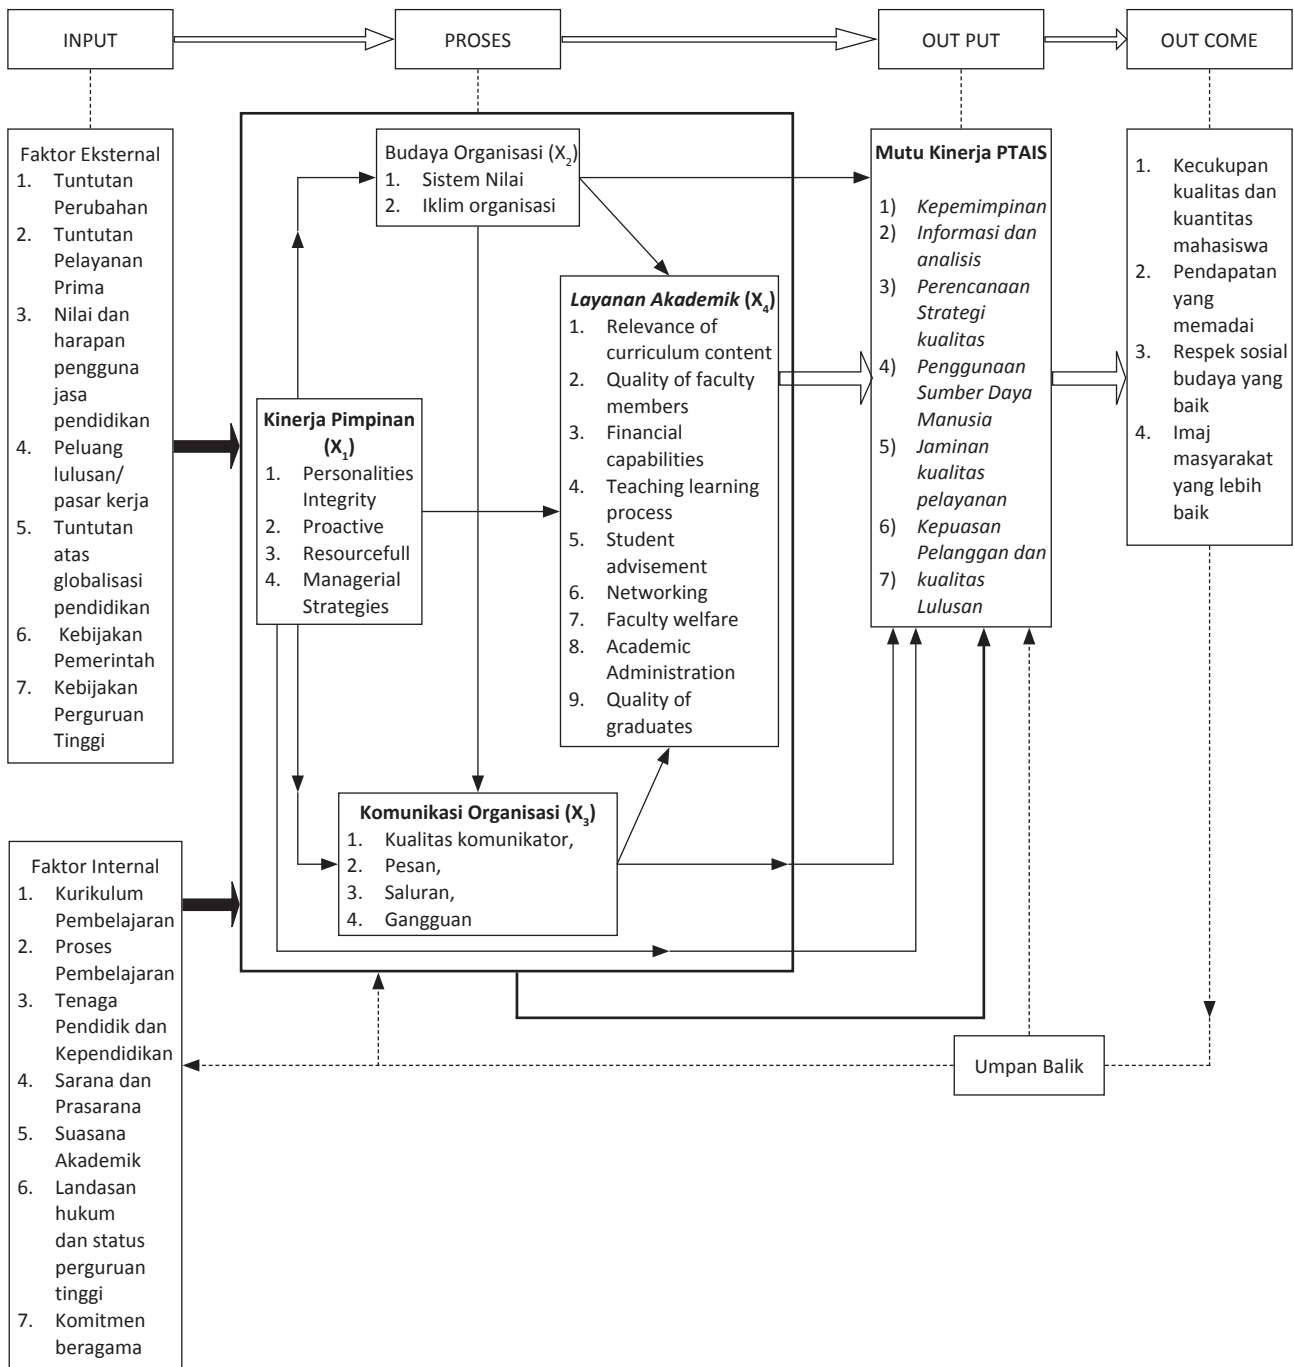 INPUT
PROSES
OUT PUT
OUT COME
Faktor Eksternal
1. Tuntutan
Perubahan
2. Tuntutan
Pelayanan
Prima
3. Nilai dan
harapan
pengguna
jasa
pendidikan
4. Peluang
lulusan/
pasar kerja
5. Tuntutan
atas
globalisasi
pendidikan
6. Kebijakan
Pemerintah
7. Kebijakan
Perguruan
Tinggi
Faktor Internal
1. Kurikulum
Pembelajaran
2. Proses
Pembelajaran
3. Tenaga
Pendidik dan
Kependidikan
4. Sarana dan
Prasarana
5. Suasana
Akademik
6. Landasan
hukum
dan status
perguruan
tinggi
7. Komitmen
beragama
Budaya Organisasi (X₂)
1. Sistem Nilai
2. Iklim organisasi
Kinerja Pimpinan
(X₁)
1. Personalities
Integrity
2. Proactive
3. Resourcefull
4. Managerial
Strategies
Layanan Akademik (X₄)
1. Relevance of
curriculum content
2. Quality of faculty
members
3. Financial
capabilities
4. Teaching learning
process
5. Student
advisement
6. Networking
7. Faculty welfare
8. Academic
Administration
9. Quality of
graduates
Komunikasi Organisasi (X₃)
1. Kualitas komunikator,
2. Pesan,
3. Saluran,
4. Gangguan
Mutu Kinerja PTAIS
1) Kepemimpinan
2) Informasi dan
analisis
3) Perencanaan
Strategi
kualitas
4) Penggunaan
Sumber Daya
Manusia
5) Jaminan
kualitas
pelayanan
6) Kepuasan
Pelanggan dan
7) kualitas
Lulusan
1. Kecukupan
kualitas dan
kuantitas
mahasiswa
2. Pendapatan
yang
memadai
3. Respek sosial
budaya yang
baik
4. Imaj
masyarakat
yang lebih
baik
Umpan Balik